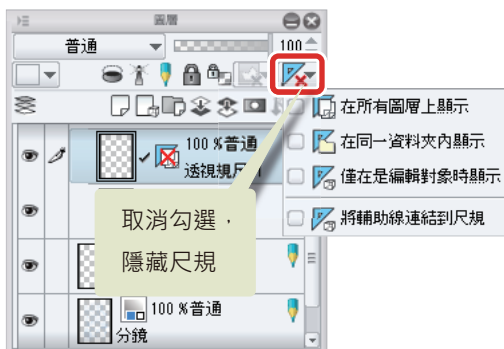 圖層
普通 100
在所有圖層上顯示
在同一資料夾內顯示
100 %普通
透視規尺1
僅在是編輯對象時顯示
將輔助線連結到尺規
取消勾選，
隱藏尺規
100 %普通
分鏡